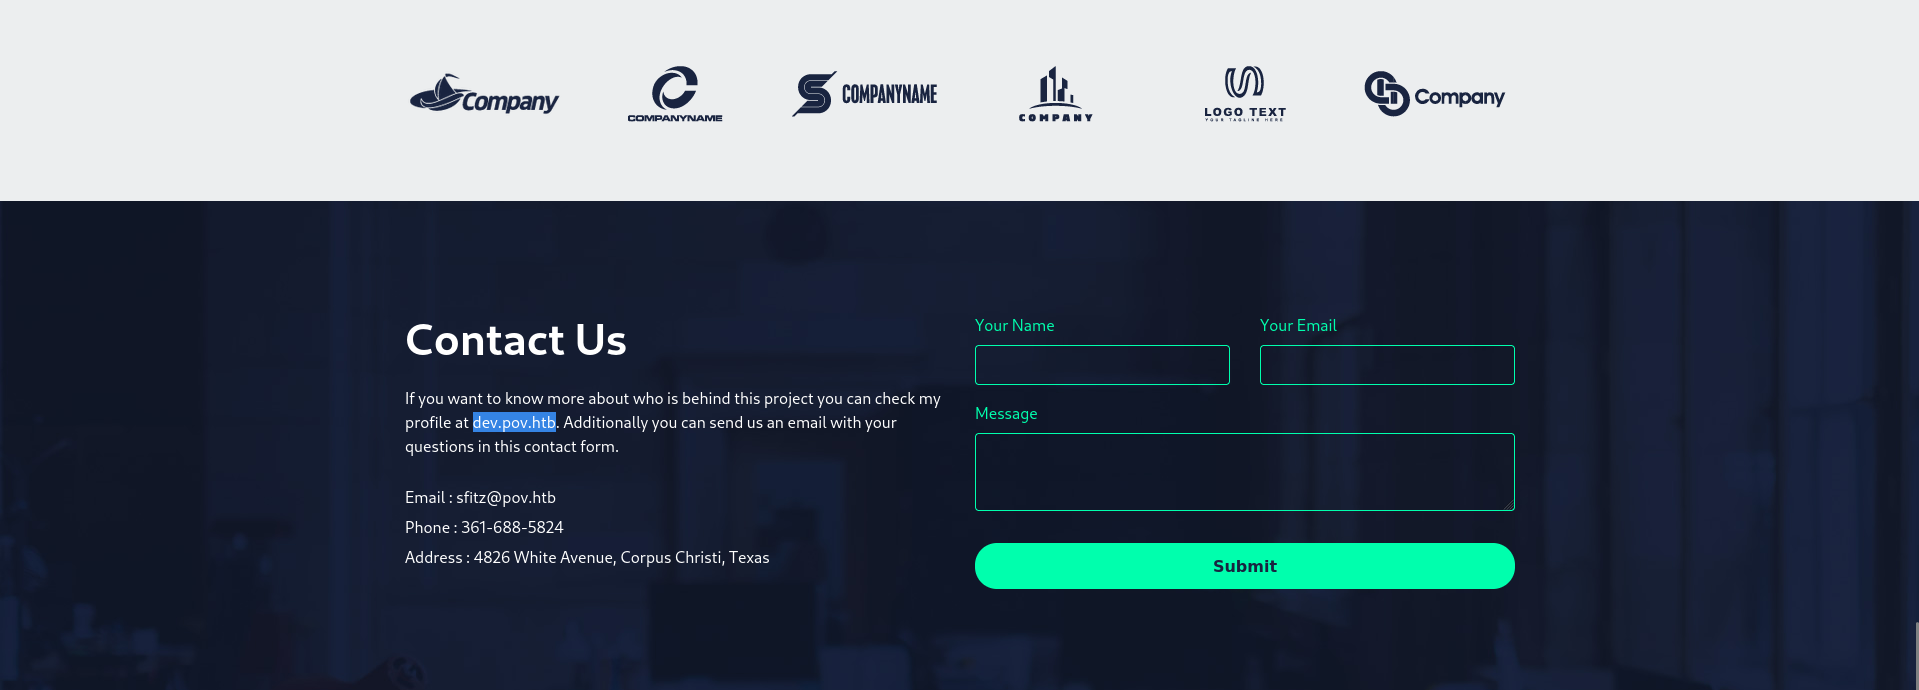 Company
COMPANYNAME
COMPANYNAME
COMPANY
LOGO TEXT
YOUR TAGLINE HERE
Company
Contact Us
If you want to know more about who is behind this project you can check my
profile at dev.pov.htb. Additionally you can send us an email with your
questions in this contact form.
Email : sfitz@pov.htb
Phone : 361-688-5824
Address : 4826 White Avenue, Corpus Christi, Texas
Your Name
Your Email
Message
Submit